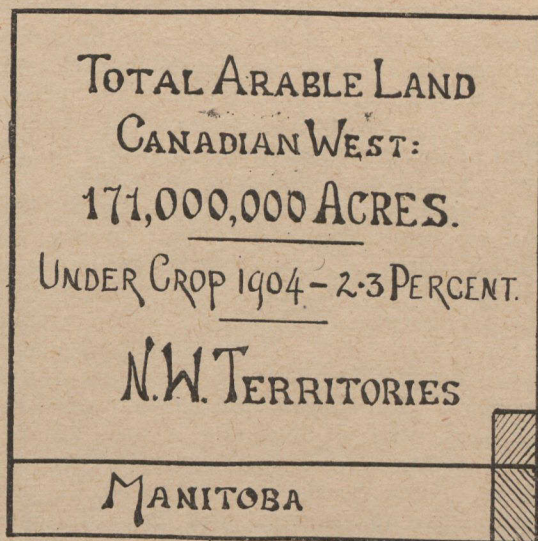 TOTAL ARABLE LAND
CANADIAN WEST:
171,000,000 ACRES.
UNDER CROP 1904 - 2·3 PERCENT.
N.W. TERRITORIES
MANITOBA